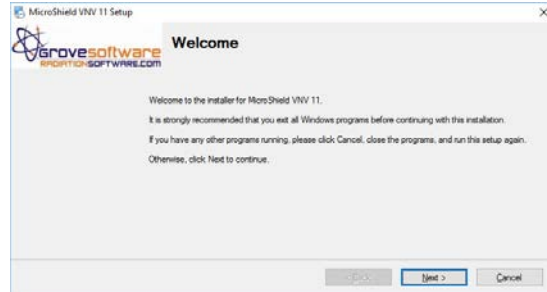 MicroShield VNV 11 Setup
Grovesoftware
RADIATIONSOFTWARE.COM
Welcome
Welcome to the installer for MicroShield VNV 11.
It is strongly recommended that you exit all Windows programs before continuing with this installation.
If you have any other programs running, please click Cancel, close the programs, and run this setup again.
Otherwise, click Next to continue.
Next >
Cancel